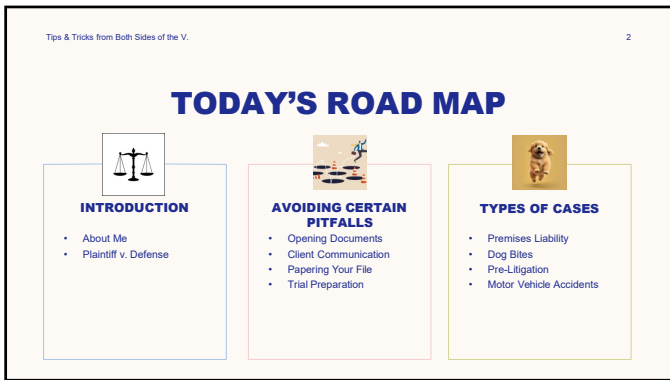 Tips & Tricks from Both Sides of the V.
2
TODAY’S ROAD MAP
INTRODUCTION
• About Me
• Plaintiff v. Defense
AVOIDING CERTAIN
PITFALLS
• Opening Documents
• Client Communication
• Papering Your File
• Trial Preparation
TYPES OF CASES
• Premises Liability
• Dog Bites
• Pre-Litigation
• Motor Vehicle Accidents